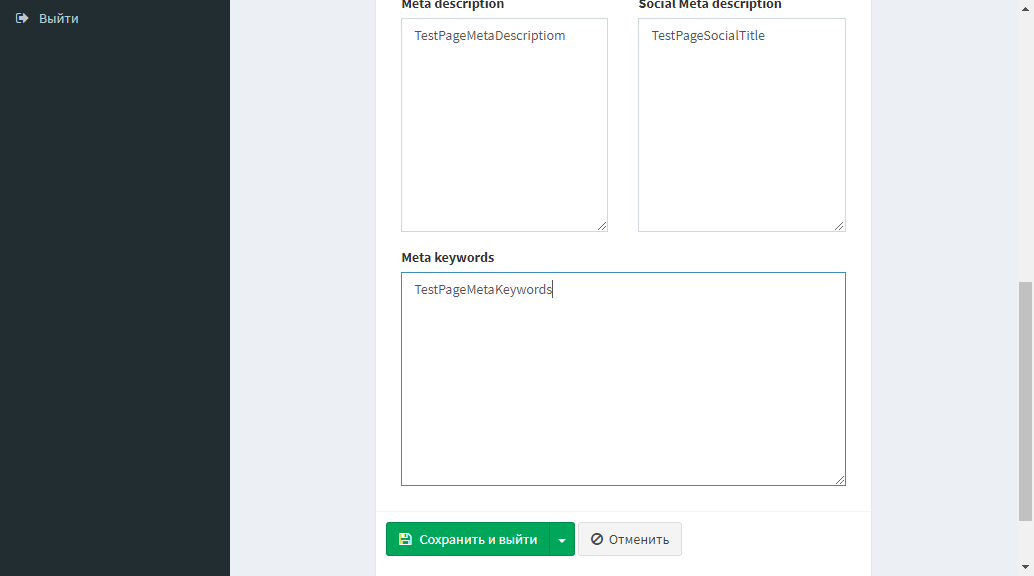 Выйти
Meta description
Social Meta description
TestPageMetaDescriptiom
TestPageSocialTitle
Meta keywords
TestPageMetaKeywords
Сохранить и выйти
Отменить